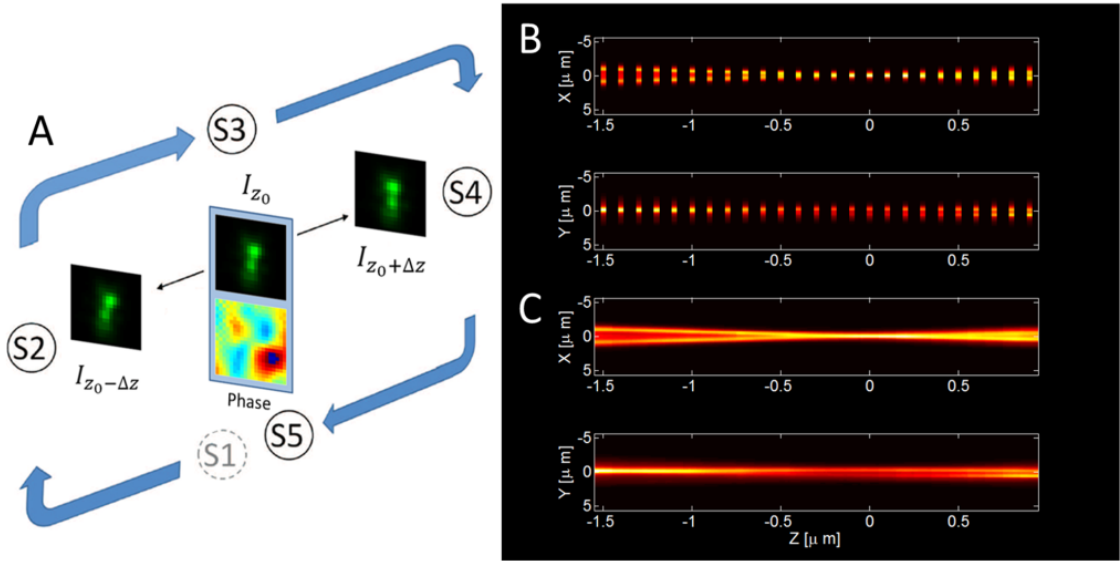 A
S3
I_{z_0}
S4
I_{z_0+Δz}
S2
I_{z_0−Δz}
Phase
S5
S1
B
-5
0
5
X [μ m]
-1.5 -1 -0.5 0 0.5
-5
0
5
Y [μ m]
-1.5 -1 -0.5 0 0.5
C
-5
0
5
X [μ m]
-1.5 -1 -0.5 0 0.5
-5
0
5
Y [μ m]
-1.5 -1 -0.5 0 0.5
Z [μ m]